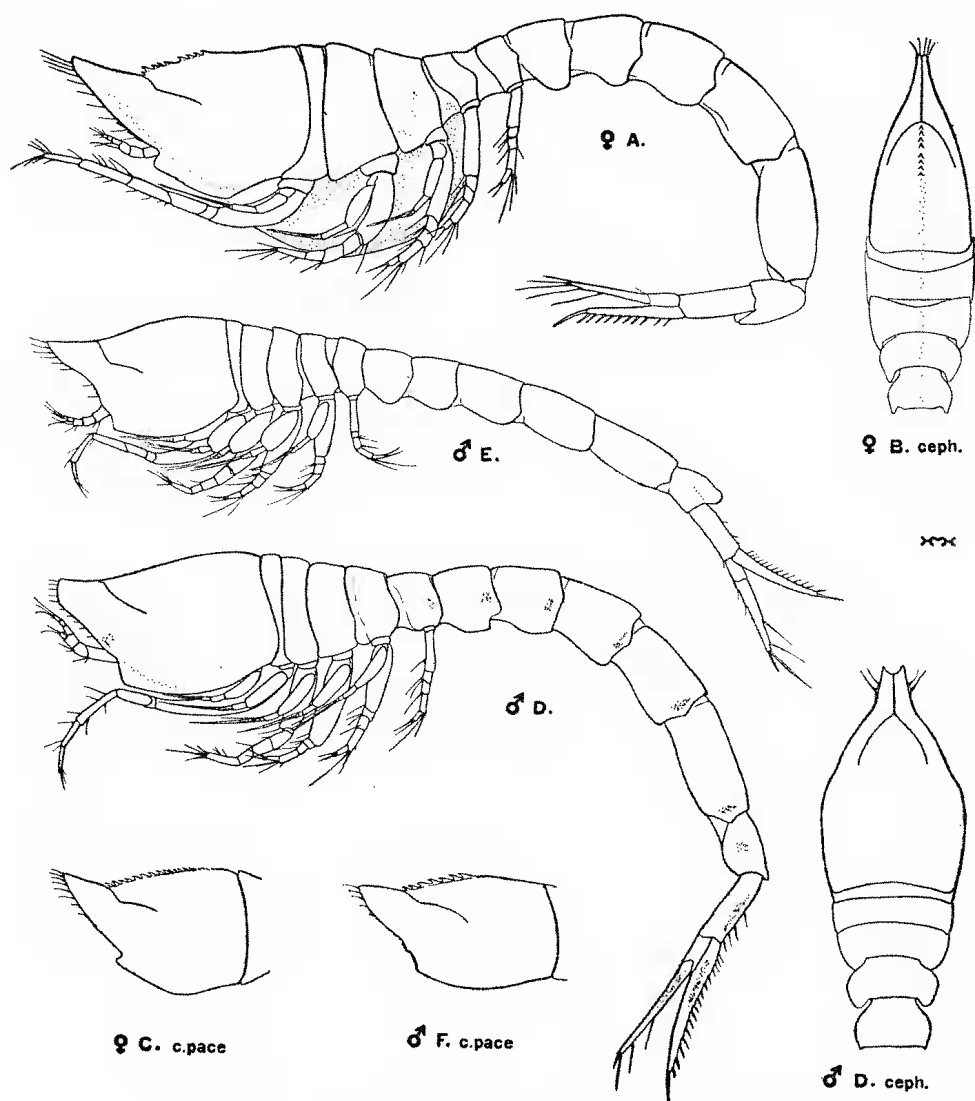 ♀ A.
♀ B. ceph.
♂ E.
♂ D.
♀ C. c.pace
♂ F. c.pace
♂ D. ceph.